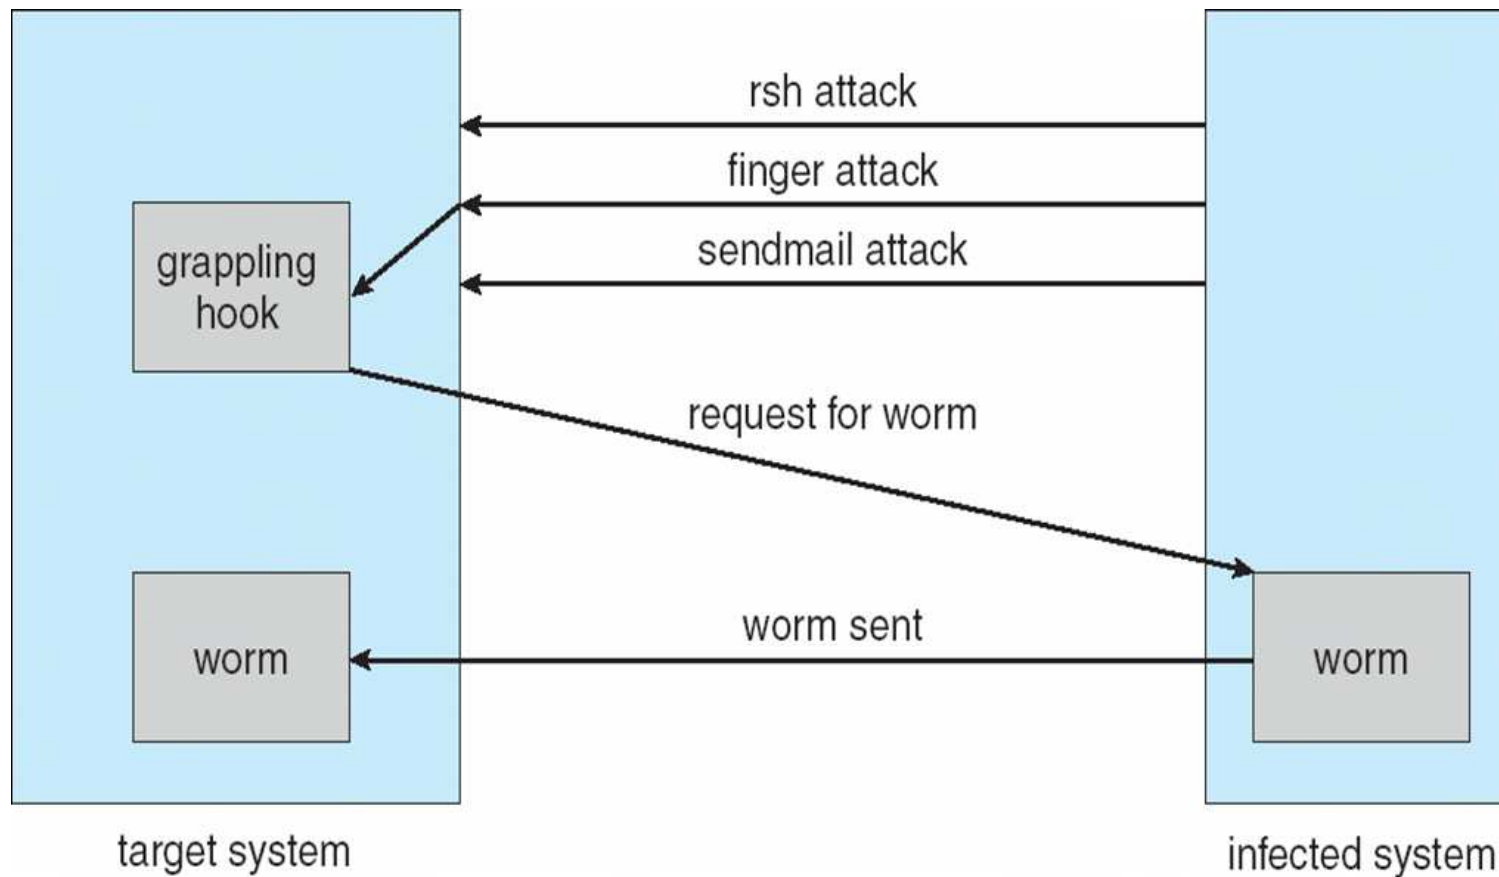 rsh attack
finger attack
sendmail attack
grappling
hook
request for worm
worm sent
worm
worm
target system
infected system